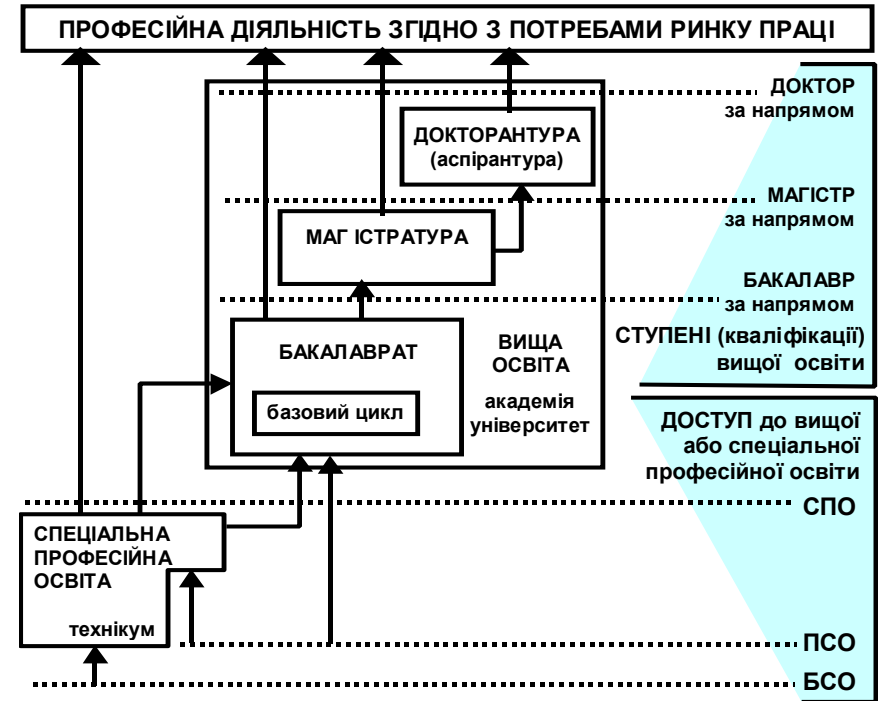 ПРОФЕСІЙНА ДІЯЛЬНІСТЬ ЗГІДНО З ПОТРЕБАМИ РИНКУ ПРАЦІ
ДОКТОР
за напрямом
ДОКТОРАНТУРА
(аспірантура)
МАГІСТР
за напрямом
МАГ ІСТРАТУРА
БАКАЛАВР
за напрямом
СТУПЕНІ (кваліфікації)
вищої освіти
БАКАЛАВРАТ
базовий цикл
ВИЩА
ОСВІТА
академія
університет
ДОСТУП до вищої
або спеціальної
професійної освіти
СПО
СПЕЦІАЛЬНА
ПРОФЕСІЙНА
ОСВІТА
технікум
ПСО
БСО